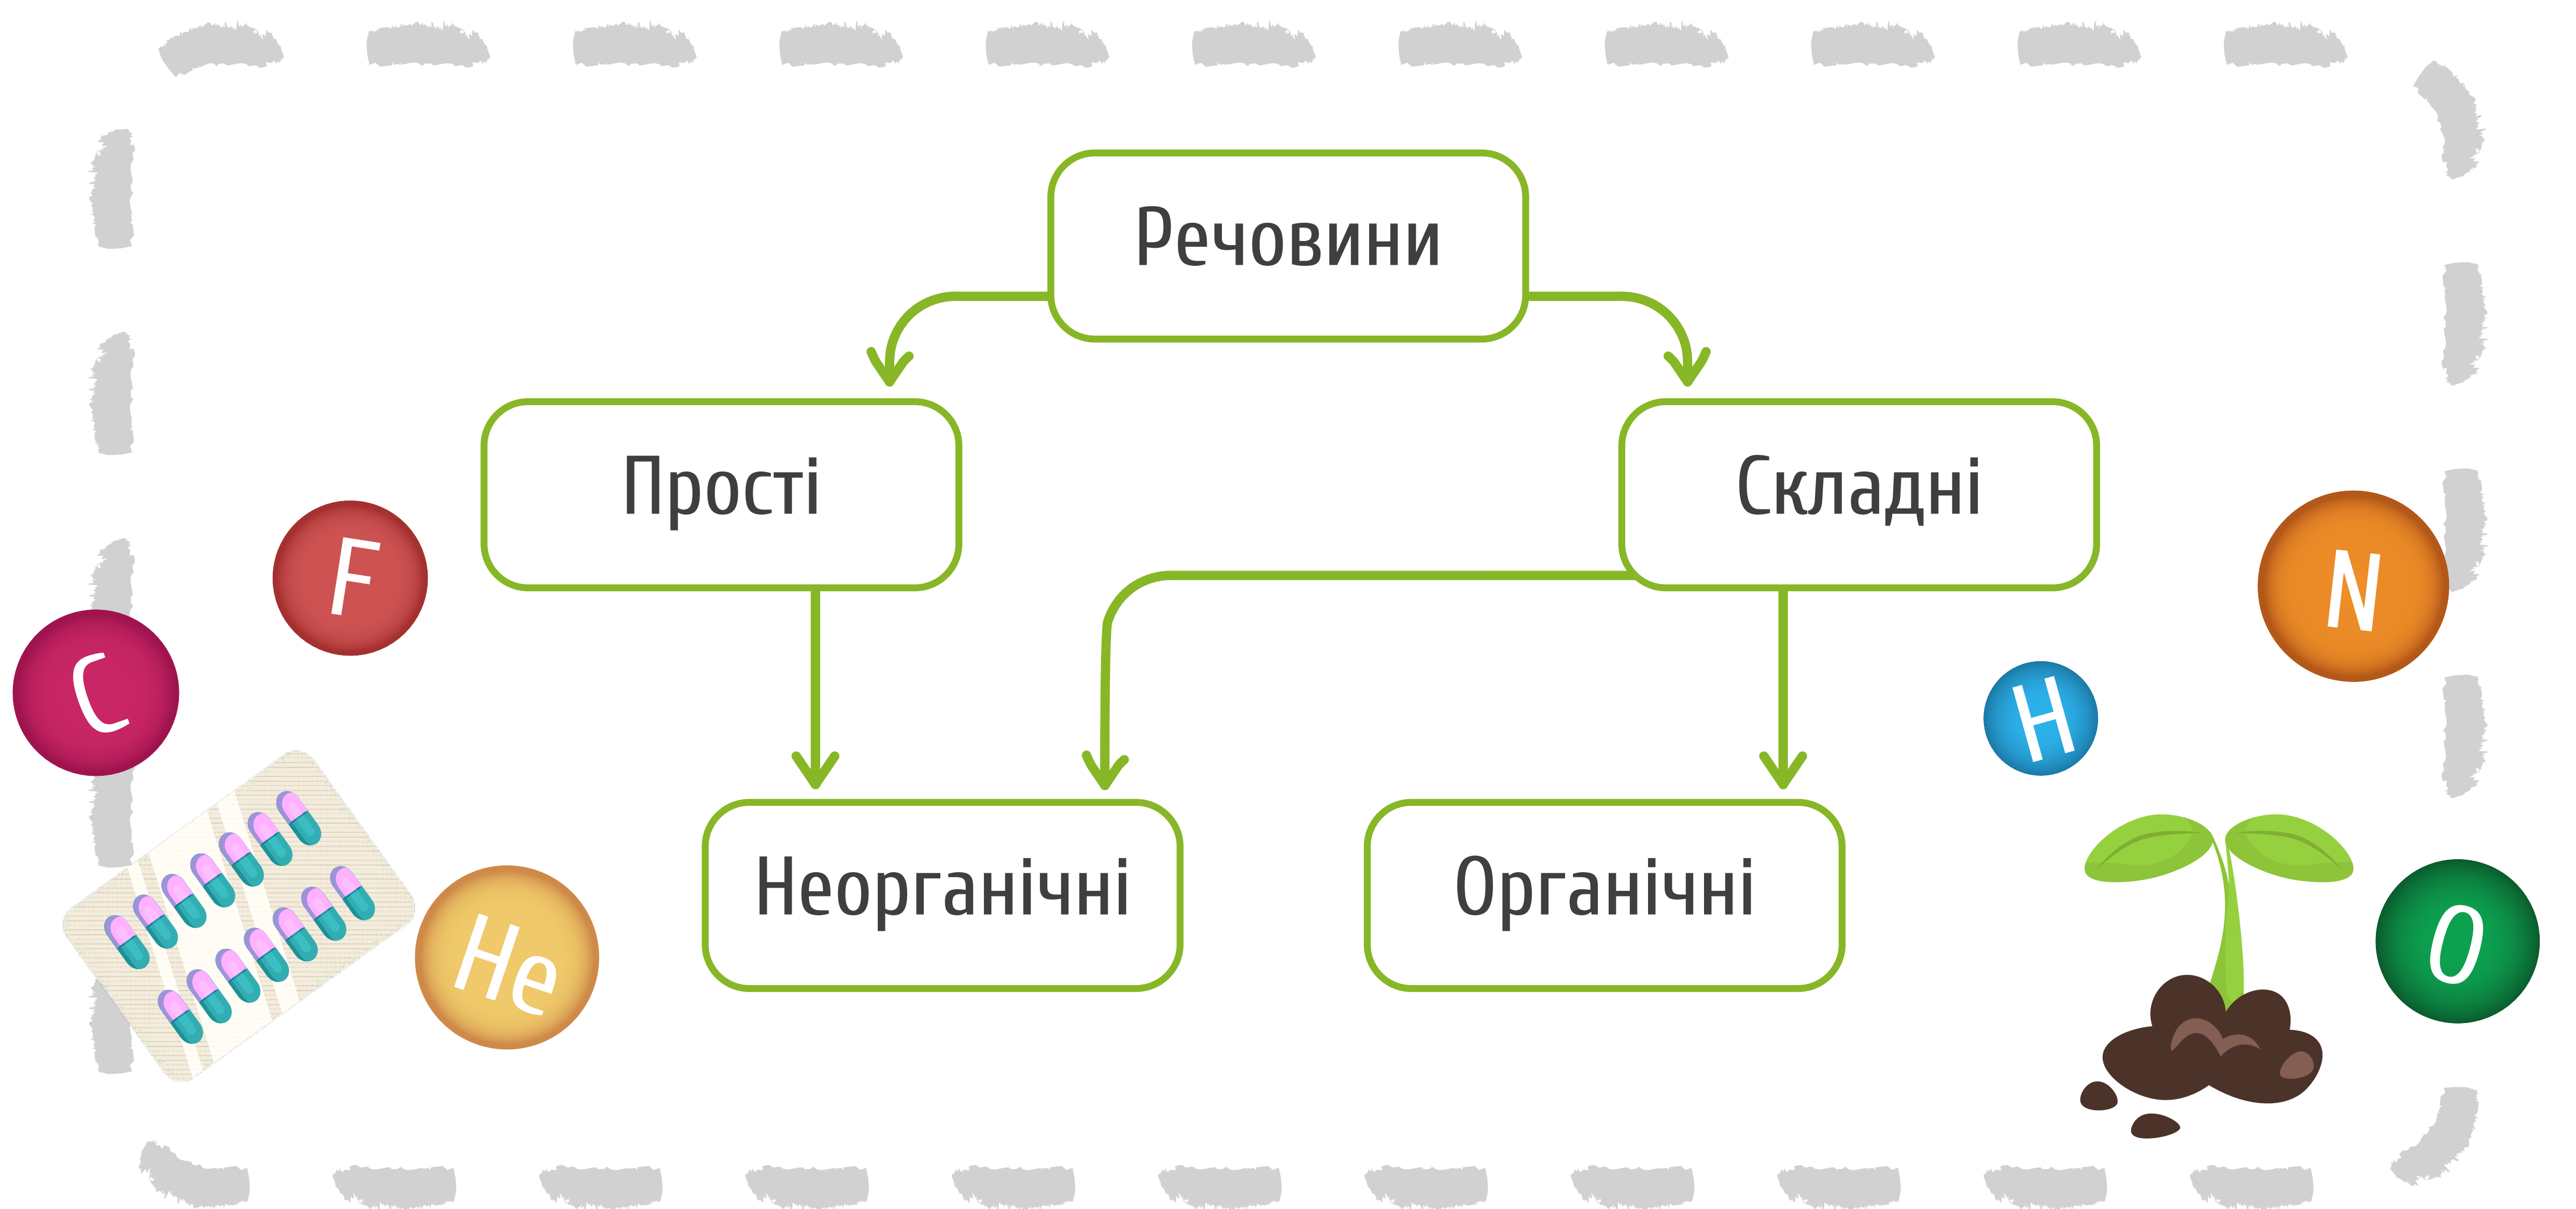 Речовини
Прості
Складні
F
N
C
H
Неорганічні
Органічні
He
O